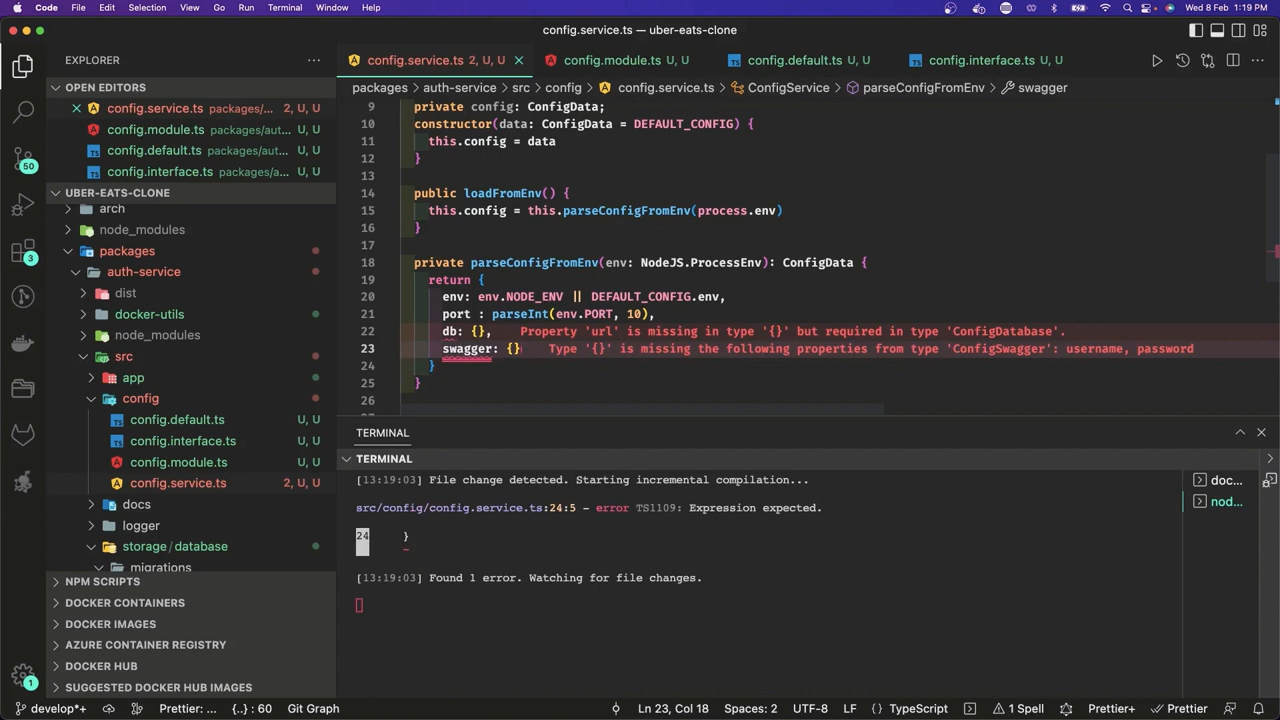 Code File Edit Selection View Go Run Terminal Window Help Wed 8 Feb 1:19 PM
config.service.ts — uber-eats-clone
EXPLORER
config.service.ts 2, U, U
config.module.ts U, U
config.default.ts U, U
config.interface.ts U, U
packages > auth-service > src > config > config.service.ts > ConfigService > parseConfigFromEnv > swagger
OPEN EDITORS
config.service.ts packages/... 2, U, U
config.module.ts packages/aut... U, U
config.default.ts packages/aut... U, U
config.interface.ts packages/a... U, U
UBER-EATS-CLONE
arch
node_modules
packages
auth-service
dist
docker-utils
node_modules
src
app
config
config.default.ts U, U
config.interface.ts U, U
config.module.ts U, U
config.service.ts 2, U, U
docs
logger
storage/database
migrations
NPM SCRIPTS
DOCKER CONTAINERS
DOCKER IMAGES
AZURE CONTAINER REGISTRY
DOCKER HUB
SUGGESTED DOCKER HUB IMAGES
50
3
1
9 private config: ConfigData;
10 constructor(data: ConfigData = DEFAULT_CONFIG) {
11 this.config = data
12 }
13
14 public loadFromEnv() {
15 this.config = this.parseConfigFromEnv(process.env)
16 }
17
18 private parseConfigFromEnv(env: NodeJS.ProcessEnv): ConfigData {
19 return {
20 env: env.NODE_ENV || DEFAULT_CONFIG.env,
21 port : parseInt(env.PORT, 10),
22 db: {}, Property 'url' is missing in type '{}' but required in type 'ConfigDatabase'.
23 swagger: {} Type '{}' is missing the following properties from type 'ConfigSwagger': username, password
24 }
25 }
26
TERMINAL
TERMINAL
[13:19:03] File change detected. Starting incremental compilation...
src/config/config.service.ts:24:5 - error TS1109: Expression expected.
24 }
[13:19:03] Found 1 error. Watching for file changes.
doc...
nod...
develop*+ Prettier: ... {..} : 60 Git Graph Ln 23, Col 18 Spaces: 2 UTF-8 LF TypeScript 1 Spell Prettier+ Prettier